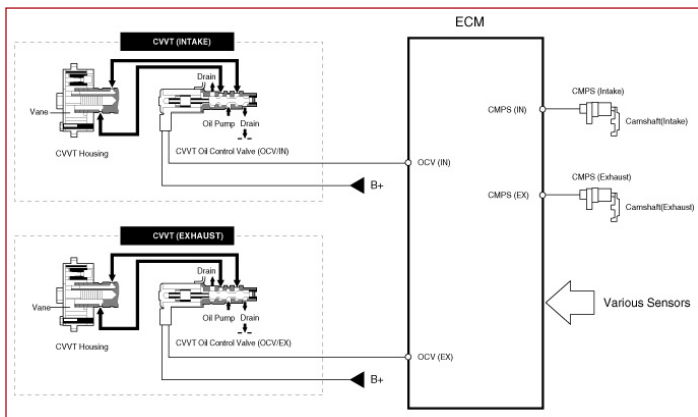 ECM
CVVT (INTAKE)
Drain
Vane
Oil Pump Drain
CVVT Housing
CVVT Oil Control Valve (OCV/IN)
B+
OCV (IN)
CMPS (IN)
CMPS (Intake)
Camshaft(Intake)
CMPS (Exhaust)
CMPS (EX)
Camshaft(Exhaust)
CVVT (EXHAUST)
Drain
Vane
Oil Pump Drain
CVVT Housing
CVVT Oil Control Valve (OCV/EX)
B+
OCV (EX)
Various Sensors